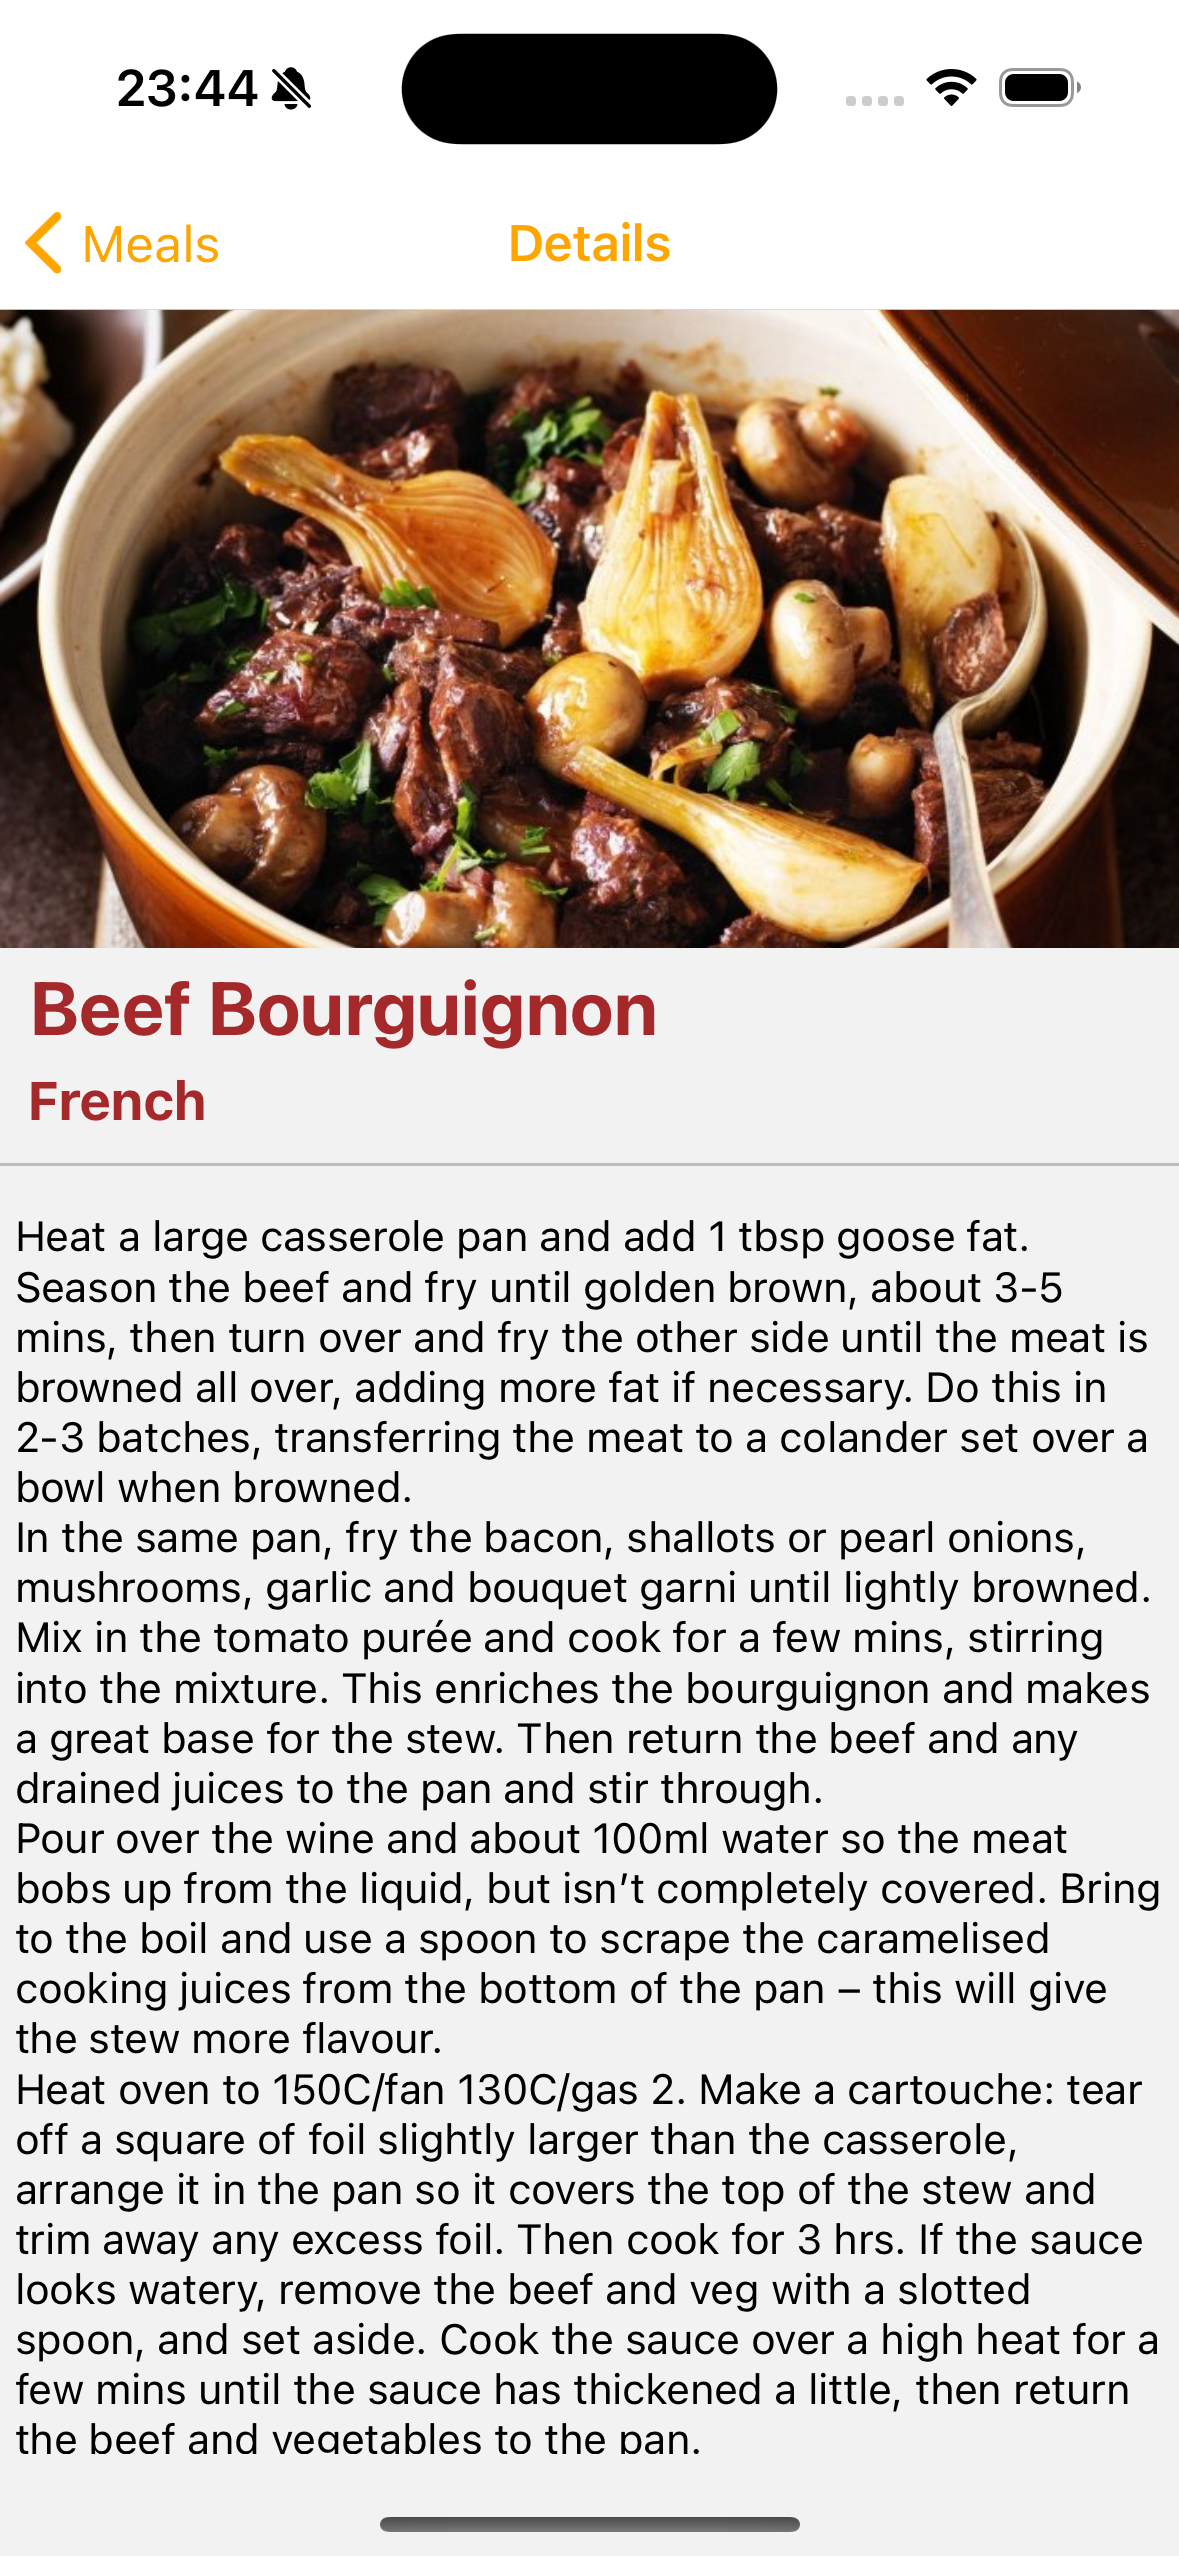 23:44
Meals
Details
Beef Bourguignon
French
Heat a large casserole pan and add 1 tbsp goose fat.
Season the beef and fry until golden brown, about 3-5
mins, then turn over and fry the other side until the meat is
browned all over, adding more fat if necessary. Do this in
2-3 batches, transferring the meat to a colander set over a
bowl when browned.
In the same pan, fry the bacon, shallots or pearl onions,
mushrooms, garlic and bouquet garni until lightly browned.
Mix in the tomato purée and cook for a few mins, stirring
into the mixture. This enriches the bourguignon and makes
a great base for the stew. Then return the beef and any
drained juices to the pan and stir through.
Pour over the wine and about 100ml water so the meat
bobs up from the liquid, but isn’t completely covered. Bring
to the boil and use a spoon to scrape the caramelised
cooking juices from the bottom of the pan – this will give
the stew more flavour.
Heat oven to 150C/fan 130C/gas 2. Make a cartouche: tear
off a square of foil slightly larger than the casserole,
arrange it in the pan so it covers the top of the stew and
trim away any excess foil. Then cook for 3 hrs. If the sauce
looks watery, remove the beef and veg with a slotted
spoon, and set aside. Cook the sauce over a high heat for a
few mins until the sauce has thickened a little, then return
the beef and vegetables to the pan.